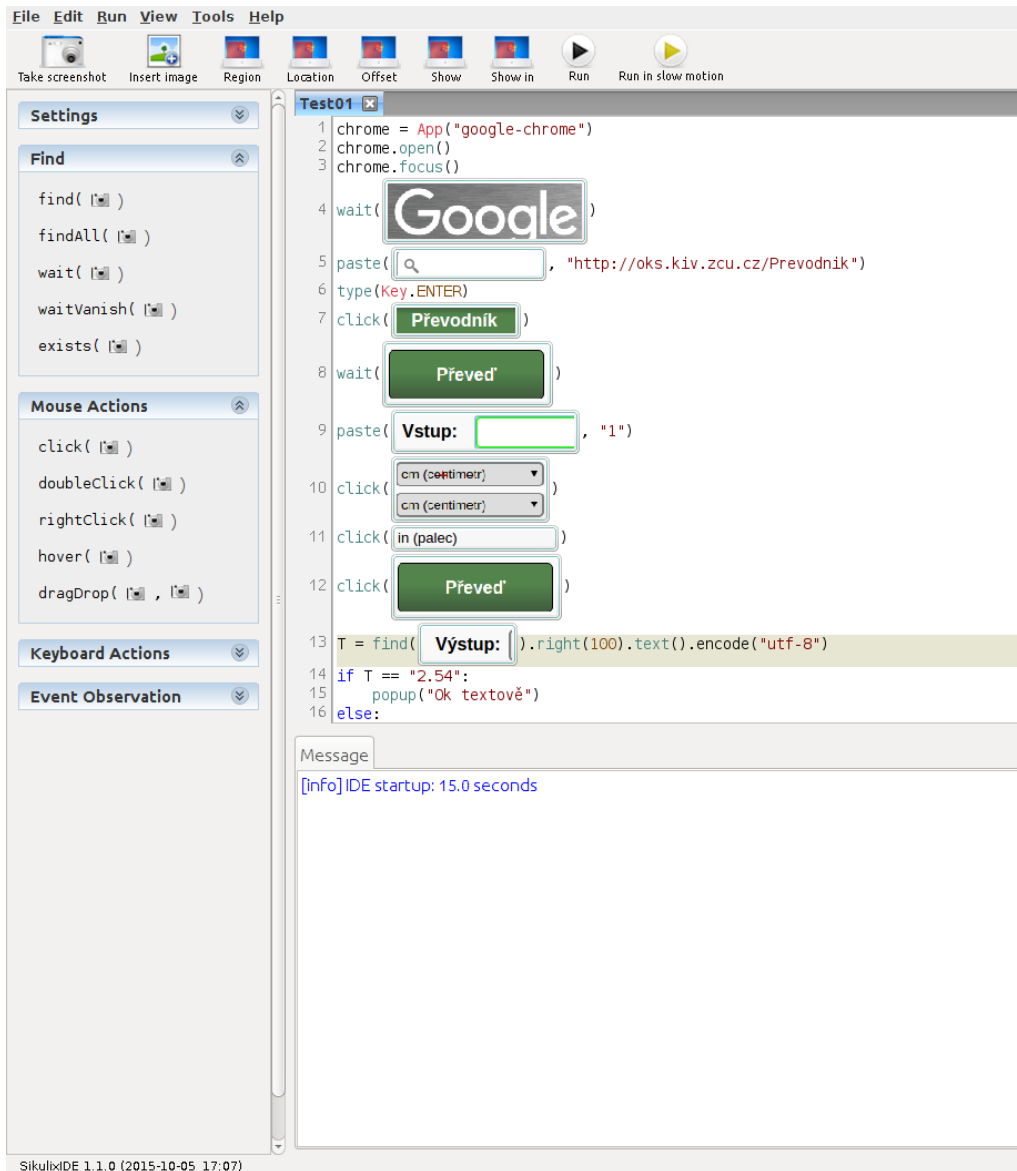 File Edit Run View Tools Help
Take screenshot Insert image Region Location Offset Show Show in Run Run in slow motion
Settings
Find
find( )
findAll( )
wait( )
waitVanish( )
exists( )
Mouse Actions
click( )
doubleClick( )
rightClick( )
hover( )
dragDrop( , )
Keyboard Actions
Event Observation
Test01
1 chrome = App("google-chrome")
2 chrome.open()
3 chrome.focus()
4 wait( Google )
5 paste( , "http://oks.kiv.zcu.cz/Prevodnik")
6 type(Key.ENTER)
7 click( Převodník )
8 wait( Převeď )
9 paste( Vstup: , "1")
cm (centimetr)
10 click( )
cm (centimetr)
11 click( in (palec) )
12 click( Převeď )
13 T = find( Výstup: ).right(100).text().encode("utf-8")
14 if T == "2.54":
15 popup("Ok textově")
16 else:
Message
[info] IDE startup: 15.0 seconds
SikulixIDE 1.1.0 (2015-10-05 17:07)